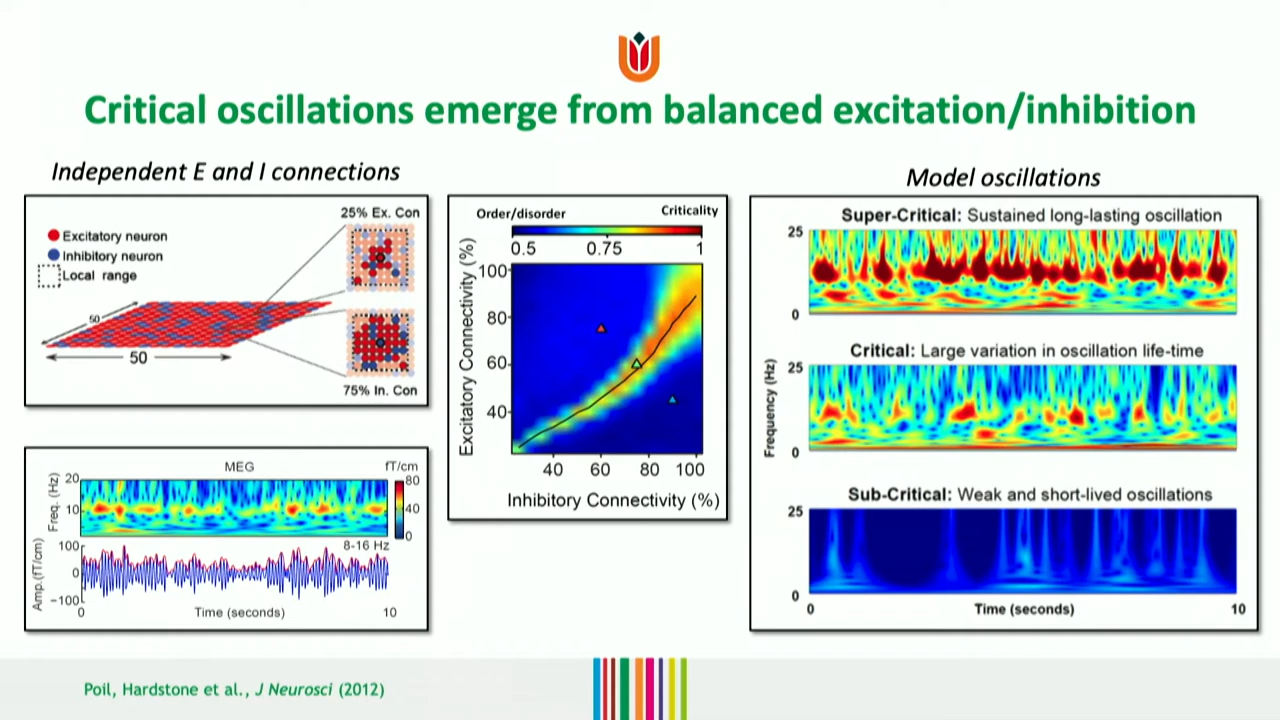 Critical oscillations emerge from balanced excitation/inhibition
Independent E and I connections
Excitatory neuron
Inhibitory neuron
Local range
25% Ex. Con
50
50
75% In. Con
MEG
fT/cm
Freq. (Hz)
20
10
80
40
0
8-16 Hz
Amp.(fT/cm)
100
0
-100
0
Time (seconds)
10
Order/disorder
Criticality
0.5
0.75
1
Excitatory Connectivity (%)
100
80
60
40
40
60
80
100
Inhibitory Connectivity (%)
Model oscillations
Super-Critical: Sustained long-lasting oscillation
25
0
Critical: Large variation in oscillation life-time
25
0
Frequency (Hz)
Sub-Critical: Weak and short-lived oscillations
25
0
0
Time (seconds)
10
Poil, Hardstone et al., J Neurosci (2012)